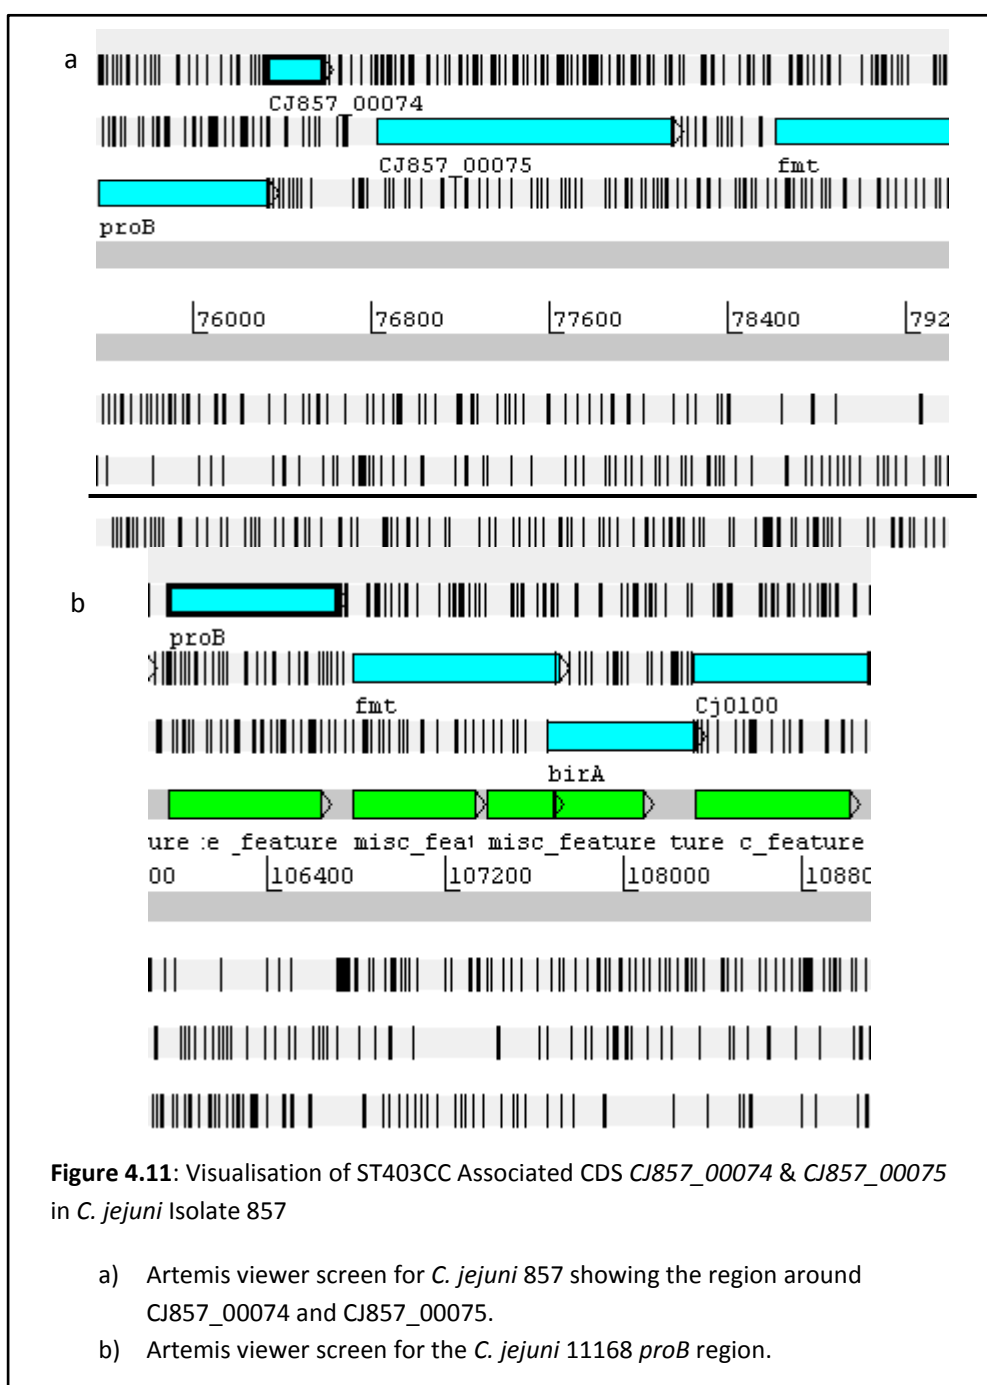 a
CJ857_00074
CJ857_00075 fmt
proB
76000 76800 77600 78400 792
b
proB
fmt Cj0100
birA
ure :e _feature misc_feat misc_feature ture c_feature
00 106400 107200 108000 10880
Figure 4.11: Visualisation of ST403CC Associated CDS CJ857_00074 & CJ857_00075
in C. jejuni Isolate 857
a) Artemis viewer screen for C. jejuni 857 showing the region around
CJ857_00074 and CJ857_00075.
b) Artemis viewer screen for the C. jejuni 11168 proB region.